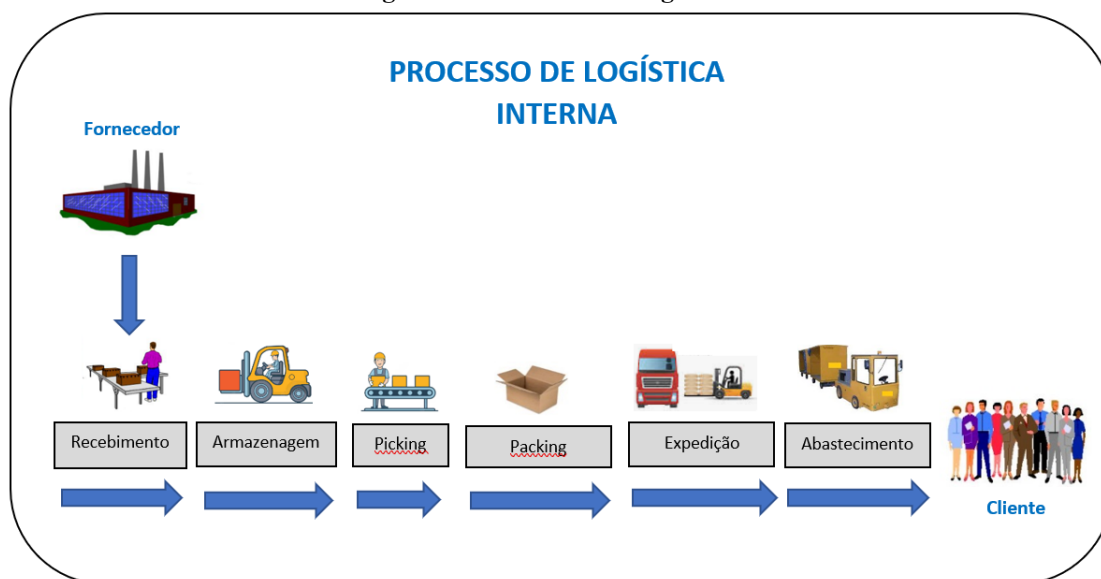 PROCESSO DE LOGÍSTICA
INTERNA
Fornecedor
Recebimento
Armazenagem
Picking
Packing
Expedição
Abastecimento
Cliente